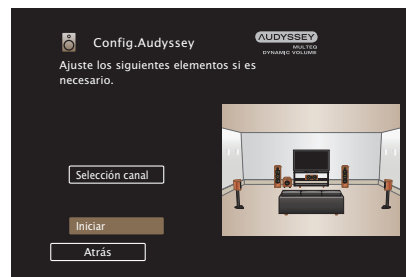 Config.Audyssey
AUDYSSEY
MULTEQ
DYNAMIC VOLUME
Ajuste los siguientes elementos si es
necesario.
Selección canal
Iniciar
Atrás